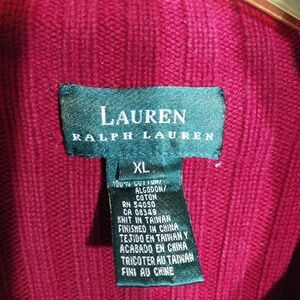 LAUREN
RALPH LAUREN
XL
100% COTTON/
ALGODON/
COTON
RN 54050
CA 08349
KNIT IN TAIWAN
FINISHED IN CHINA
TEJIDO EN TAIWAN Y
ACABADO EN CHINA
TRICOTER AU TAIWAN
FINI AU CHINE